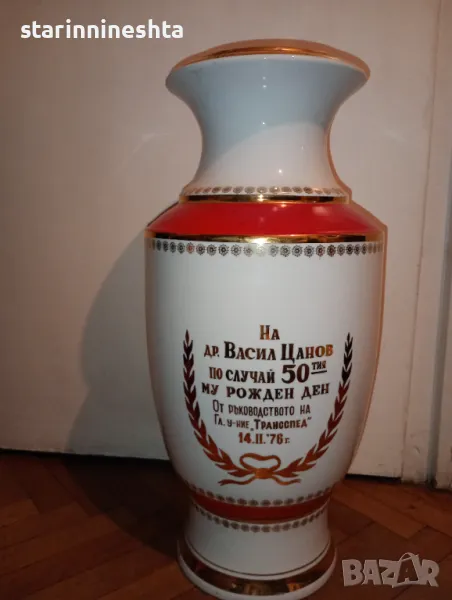 starinnineshta
На
др. Васил Цанов
по случай 50тия
му рожден ден
От ръководството на
Гл. у-ние „Трансспед"
14.II.'76 г.
BAZAR